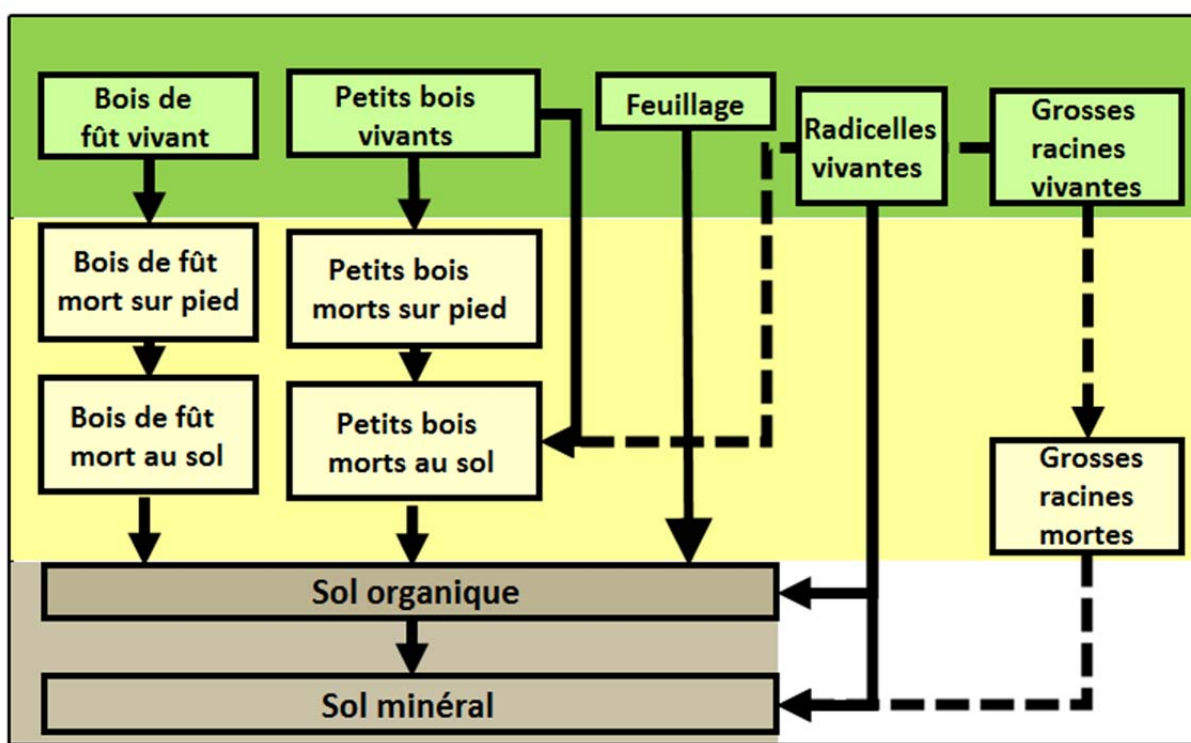 Bois de
fût vivant
Petits bois
vivants
Feuillage
Radicelles
vivantes
Grosses
racines
vivantes
Bois de fût
mort sur pied
Petits bois
morts sur pied
Bois de fût
mort au sol
Petits bois
morts au sol
Grosses
racines
mortes
Sol organique
Sol minéral